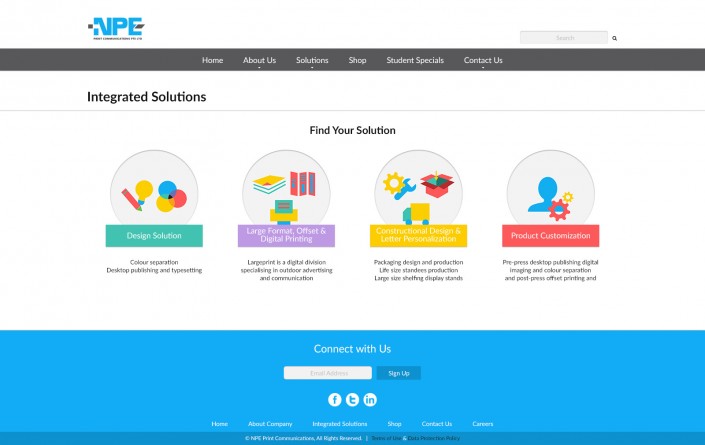 NPE
PRINT COMMUNICATIONS PTE LTD
Search
Home About Us Solutions Shop Student Specials Contact Us
Integrated Solutions
Find Your Solution
Design Solution
Colour separation
Desktop publishing and typesetting
Large Format, Offset &
Digital Printing
Largeprint is a digital division
specialising in outdoor advertising
and communication
Constructional Design &
Letter Personalization
Packaging design and production
Life size standees production
Large size shelfing display stands
Product Customization
Pre-press desktop publishing digital
imaging and colour separation
and post-press offset printing and
Connect with Us
Email Address Sign Up
Home About Company Integrated Solutions Shop Contact Us Careers
© NPE Print Communications, All Rights Reserved. | Terms of Use & Data Protection Policy